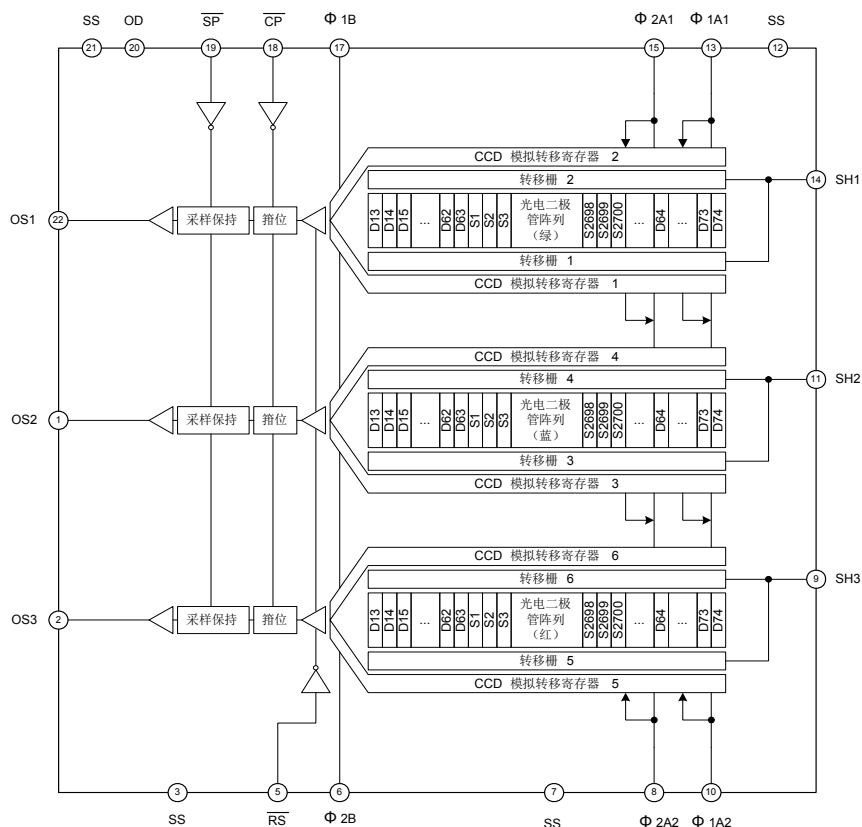 SS OD SP CP Φ 1B Φ 2A1 Φ 1A1 SS
21 20 19 18 17 15 13 12
CCD 模拟转移寄存器 2
转移栅 2
14 SH1
OS1 22 采样保持 箝位
D13 D14 D15 ... D62 D63 S1 S2 S3 光电二极管阵列（绿） S2698 S2699 S2700 ... D64 ... D73 D74
转移栅 1
CCD 模拟转移寄存器 1
CCD 模拟转移寄存器 4
转移栅 4
11 SH2
OS2 1 采样保持 箝位
D13 D14 D15 ... D62 D63 S1 S2 S3 光电二极管阵列（蓝） S2698 S2699 S2700 ... D64 ... D73 D74
转移栅 3
CCD 模拟转移寄存器 3
CCD 模拟转移寄存器 6
转移栅 6
9 SH3
OS3 2 采样保持 箝位
D13 D14 D15 ... D62 D63 S1 S2 S3 光电二极管阵列（红） S2698 S2699 S2700 ... D64 ... D73 D74
转移栅 5
CCD 模拟转移寄存器 5
3 5 6 7 8 10
SS RS Φ 2B SS Φ 2A2 Φ 1A2